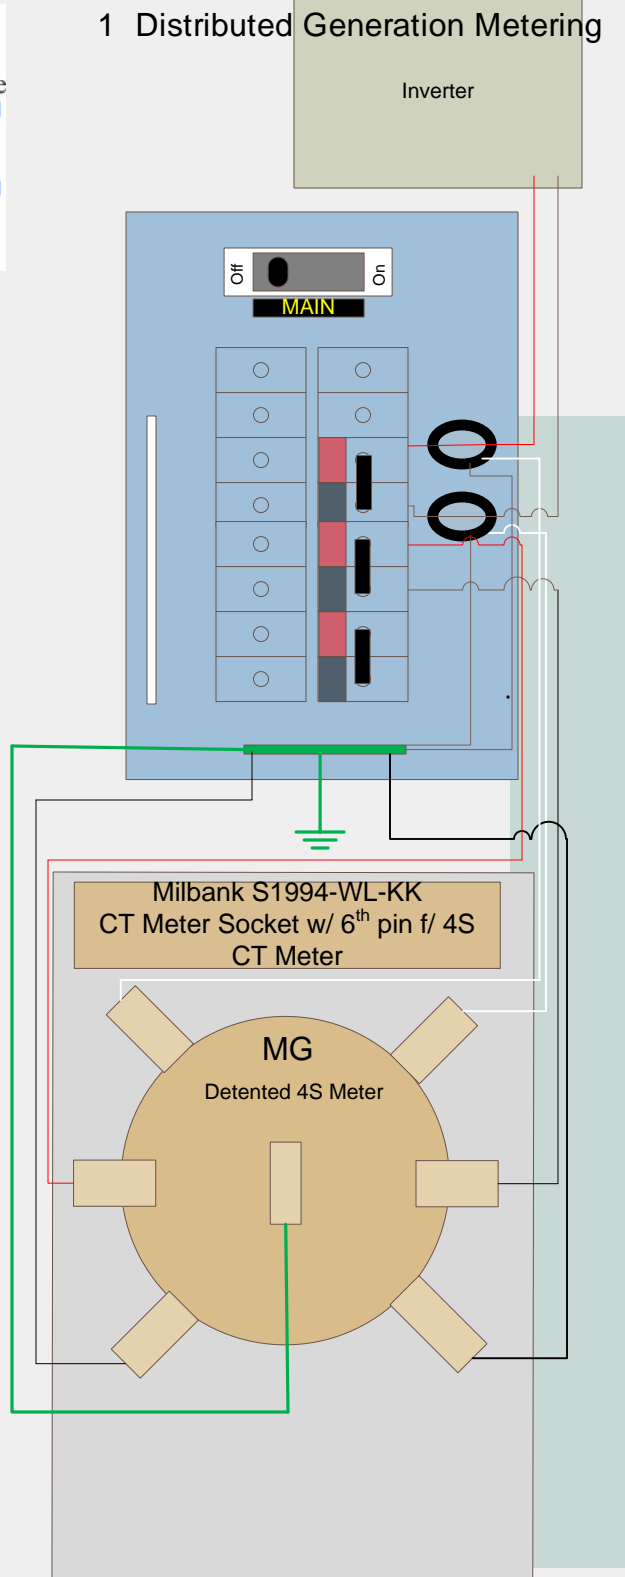 1 Distributed Generation Metering
e
Inverter
Off
On
MAIN
Milbank S1994-WL-KK
CT Meter Socket w/ 6th pin f/ 4S
CT Meter
MG
Detented 4S Meter